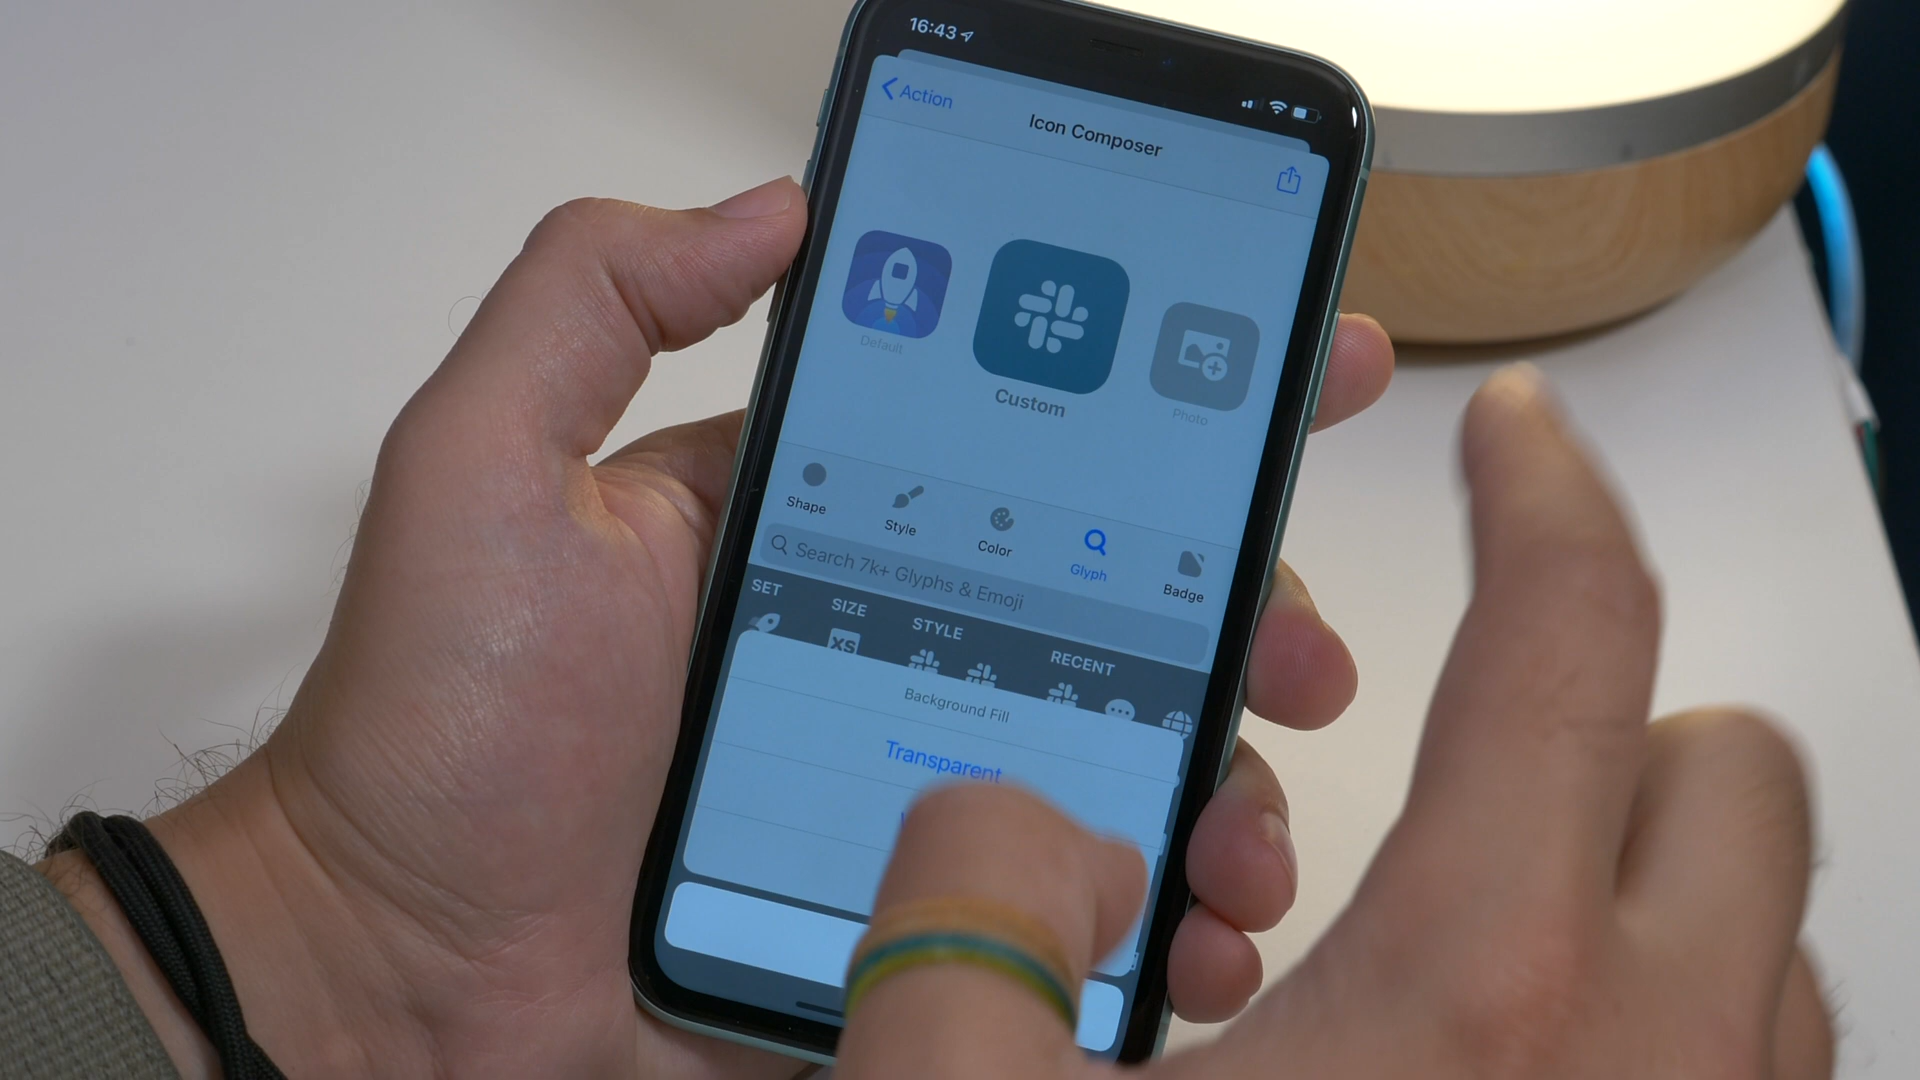 16:43
Action
Icon Composer
Default
Custom
Photo
Shape
Style
Color
Glyph
Badge
Search 7k+ Glyphs & Emoji
SET
SIZE
STYLE
RECENT
XS
Background Fill
Transparent